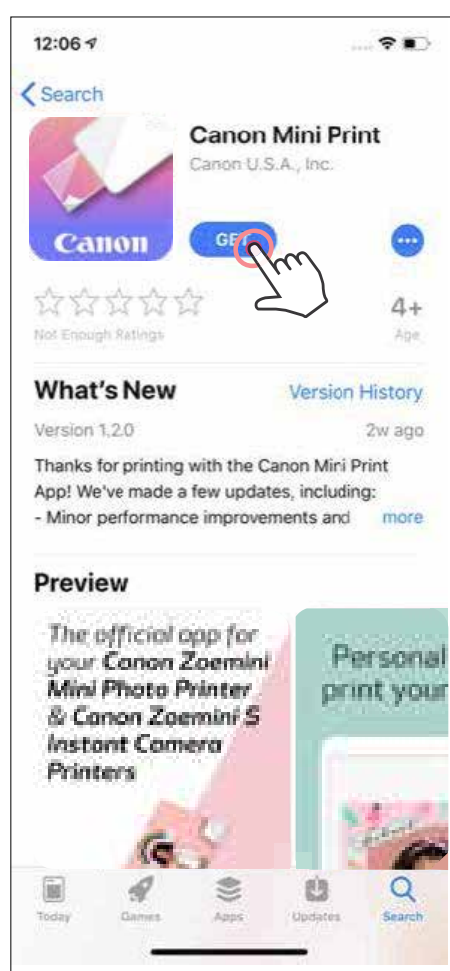 12:06
Search
Canon Mini Print
Canon U.S.A., Inc.
Canon
GET
4+
Not Enough Ratings
Age
What's New
Version History
Version 1.2.0
2w ago
Thanks for printing with the Canon Mini Print
App! We've made a few updates, including:
- Minor performance improvements and
more
Preview
The official app for
your Canon Zoemini
Mini Photo Printer
& Canon Zoemini S
Instant Camera
Printers
Personal
print your
Today
Games
Apps
Updates
Search